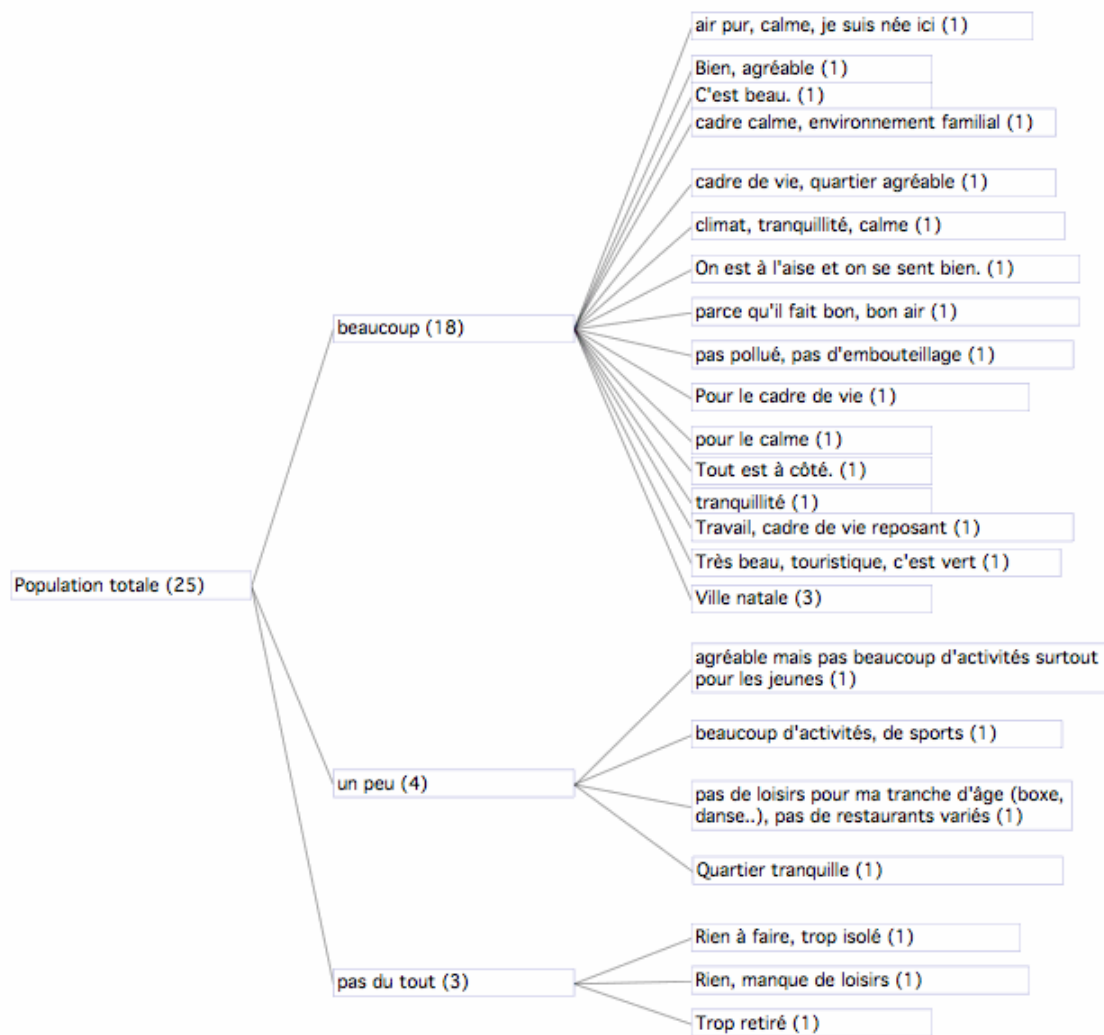 air pur, calme, je suis née ici (1)
Bien, agréable (1)
C'est beau. (1)
cadre calme, environnement familial (1)
cadre de vie, quartier agréable (1)
climat, tranquillité, calme (1)
On est à l'aise et on se sent bien. (1)
parce qu'il fait bon, bon air (1)
beaucoup (18)
pas pollué, pas d'embouteillage (1)
Pour le cadre de vie (1)
pour le calme (1)
Tout est à côté. (1)
tranquillité (1)
Travail, cadre de vie reposant (1)
Très beau, touristique, c'est vert (1)
Population totale (25)
Ville natale (3)
agréable mais pas beaucoup d'activités surtout
pour les jeunes (1)
beaucoup d'activités, de sports (1)
un peu (4)
pas de loisirs pour ma tranche d'âge (boxe,
danse..), pas de restaurants variés (1)
Quartier tranquille (1)
Rien à faire, trop isolé (1)
pas du tout (3)
Rien, manque de loisirs (1)
Trop retiré (1)